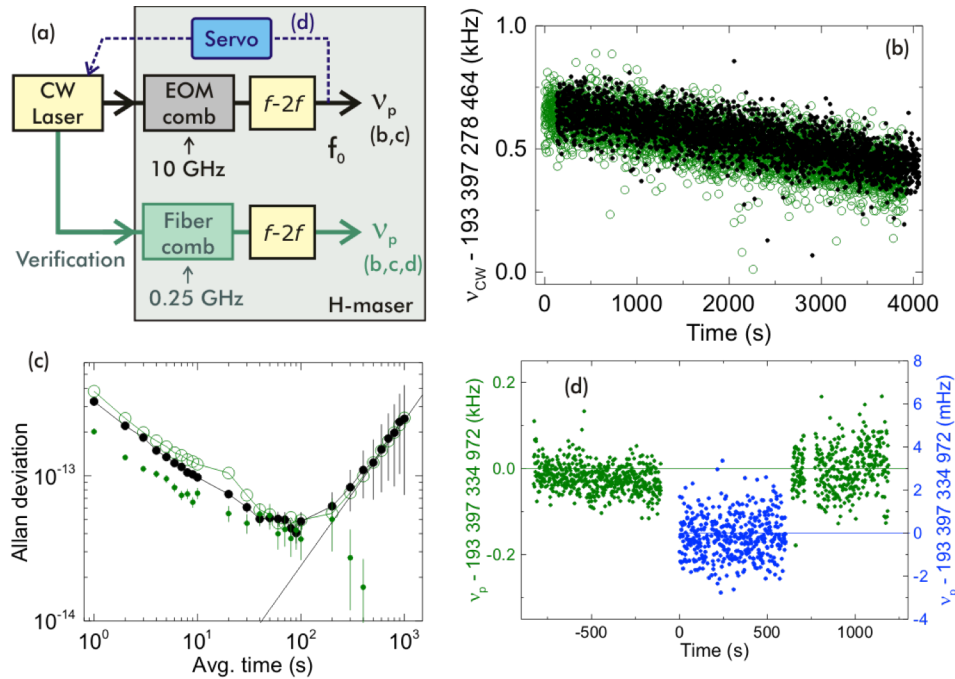 (a)
Servo
(d)
CW
Laser
EOM
comb
f-2f
νp
(b,c)
f0
10 GHz
Verification
Fiber
comb
f-2f
νp
(b,c,d)
0.25 GHz
H-maser
(b)
νCW - 193 397 278 464 (kHz)
1.0
0.5
0.0
0 1000 2000 3000 4000
Time (s)
(c)
Allan deviation
10^-13
10^-14
10^0 10^1 10^2 10^3
Avg. time (s)
(d)
νp - 193 397 334 972 (kHz)
0.2
0.0
-0.2
-500 0 500 1000
Time (s)
8
6
4
2
0
-2
-4
νp - 193 397 334 972 (mHz)